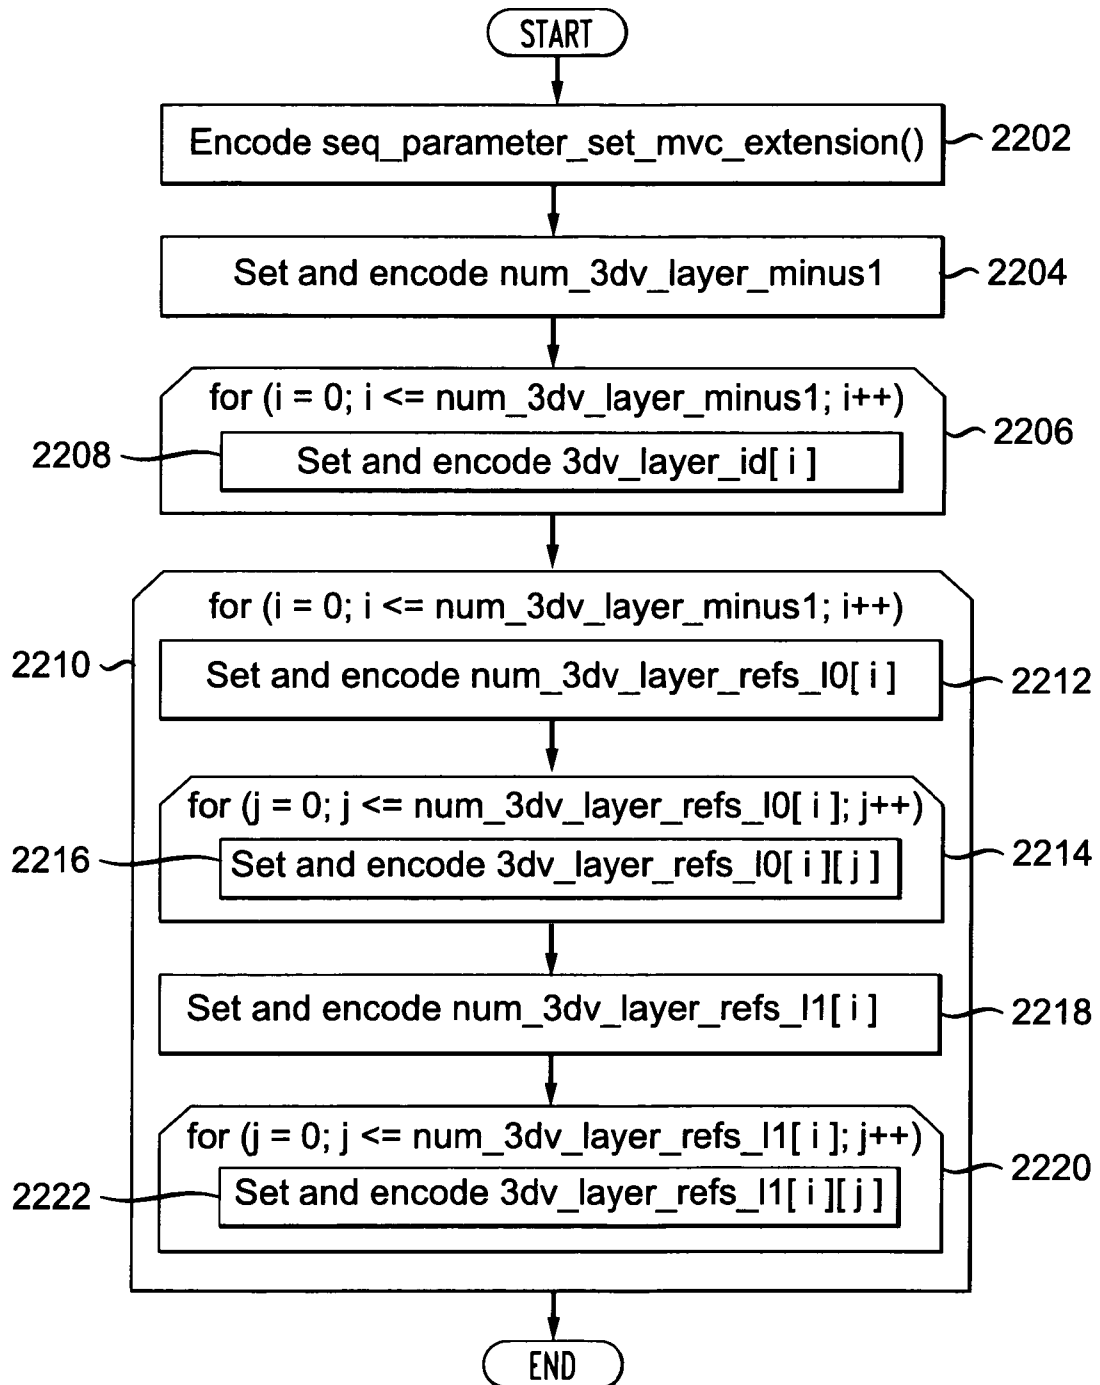 START
Encode seq_parameter_set_mvc_extension()
2202
Set and encode num_3dv_layer_minus1
2204
for (i = 0; i <= num_3dv_layer_minus1; i++)
2206
2208
Set and encode 3dv_layer_id[ i ]
for (i = 0; i <= num_3dv_layer_minus1; i++)
2210
Set and encode num_3dv_layer_refs_l0[ i ]
2212
for (j = 0; j <= num_3dv_layer_refs_l0[ i ]; j++)
2214
2216
Set and encode 3dv_layer_refs_l0[ i ][ j ]
Set and encode num_3dv_layer_refs_l1[ i ]
2218
for (j = 0; j <= num_3dv_layer_refs_l1[ i ]; j++)
2220
2222
Set and encode 3dv_layer_refs_l1[ i ][ j ]
END